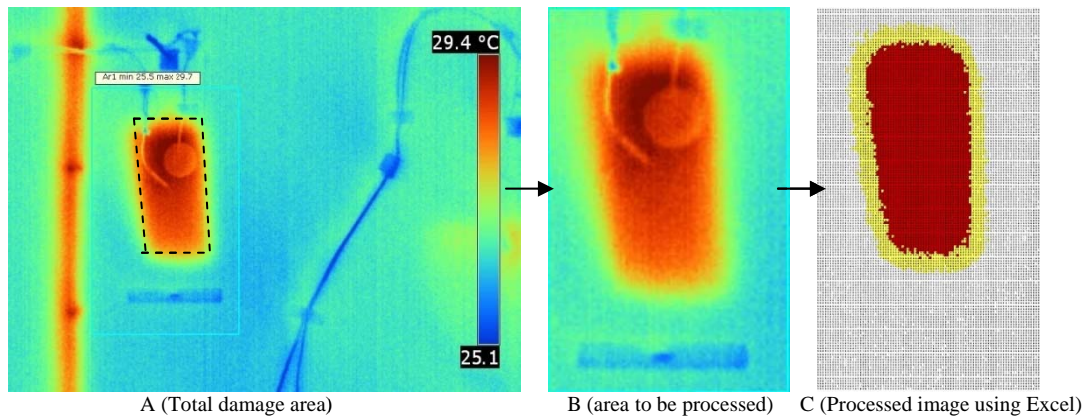 29.4 °C
Ar1 min 25.5 max 29.7
25.1
A (Total damage area)
B (area to be processed)
C (Processed image using Excel)